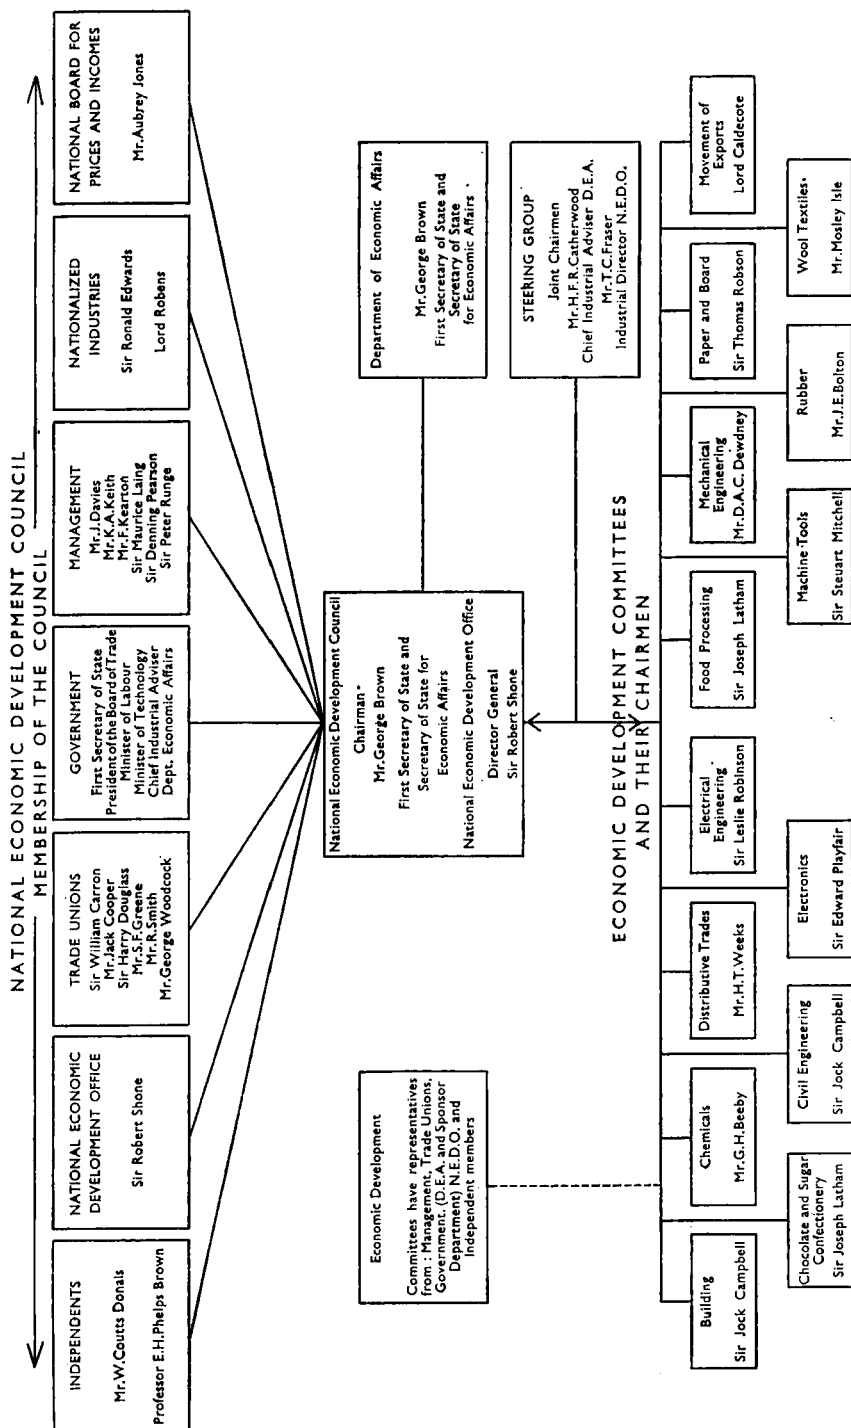 NATIONAL ECONOMIC DEVELOPMENT COUNCIL
MEMBERSHIP OF THE COUNCIL
INDEPENDENTS
Mr.W.Coutts Donals
Professor E.H.Phelps Brown
NATIONAL ECONOMIC
DEVELOPMENT OFFICE
Sir Robert Shone
TRADE UNIONS
Sir William Carron
Mr.Jack Cooper
Sir Harry Douglass
Mr.S.F.Greene
Mr.R.Smith
Mr.George Woodcock
GOVERNMENT
First Secretary of State
President of the Board of Trade
Minister of Labour
Minister of Technology
Chief Industrial Adviser
Dept. Economic Affairs
MANAGEMENT
Mr.J.Davies
Mr.K.A.Keith
Mr.F.Kearton
Sir Maurice Laing
Sir Denning Pearson
Sir Peter Runge
NATIONALIZED
INDUSTRIES
Sir Ronald Edwards
Lord Robens
NATIONAL BOARD FOR
PRICES AND INCOMES
Mr.Aubrey Jones
National Economic Development Council
Chairman
Mr.George Brown
First Secretary of State and
Secretary of State for
Economic Affairs
National Economic Development Office
Director General
Sir Robert Shone
Department of Economic Affairs
Mr.George Brown
First Secretary of State and
Secretary of State
for Economic Affairs
Economic Development
Committees have representatives
from : Management, Trade Unions,
Government, (D.E.A. and Sponsor
Department) N.E.D.O. and
Independent members
STEERING GROUP
Joint Chairmen
Mr.H.F.R.Catherwood
Chief Industrial Adviser D.E.A.
Mr.T.C.Fraser
Industrial Director N.E.D.O.
ECONOMIC DEVELOPMENT COMMITTEES
AND THEIR CHAIRMEN
Building
Sir Jock Campbell
Chemicals
Mr.G.H.Beeby
Distributive Trades
Mr.H.T.Weeks
Electrical
Engineering
Sir Leslie Robinson
Food Processing
Sir Joseph Latham
Mechanical
Engineering
Mr.D.A.C.Dewdney
Paper and Board
Sir Thomas Robson
Movement of
Exports
Lord Caldecote
Chocolate and Sugar
Confectionery
Sir Joseph Latham
Civil Engineering
Sir Jock Campbell
Electronics
Sir Edward Playfair
Machine Tools
Sir Steuart Mitchell
Rubber
Mr.J.E.Bolton
Wool Textiles
Mr.Mosley Isle